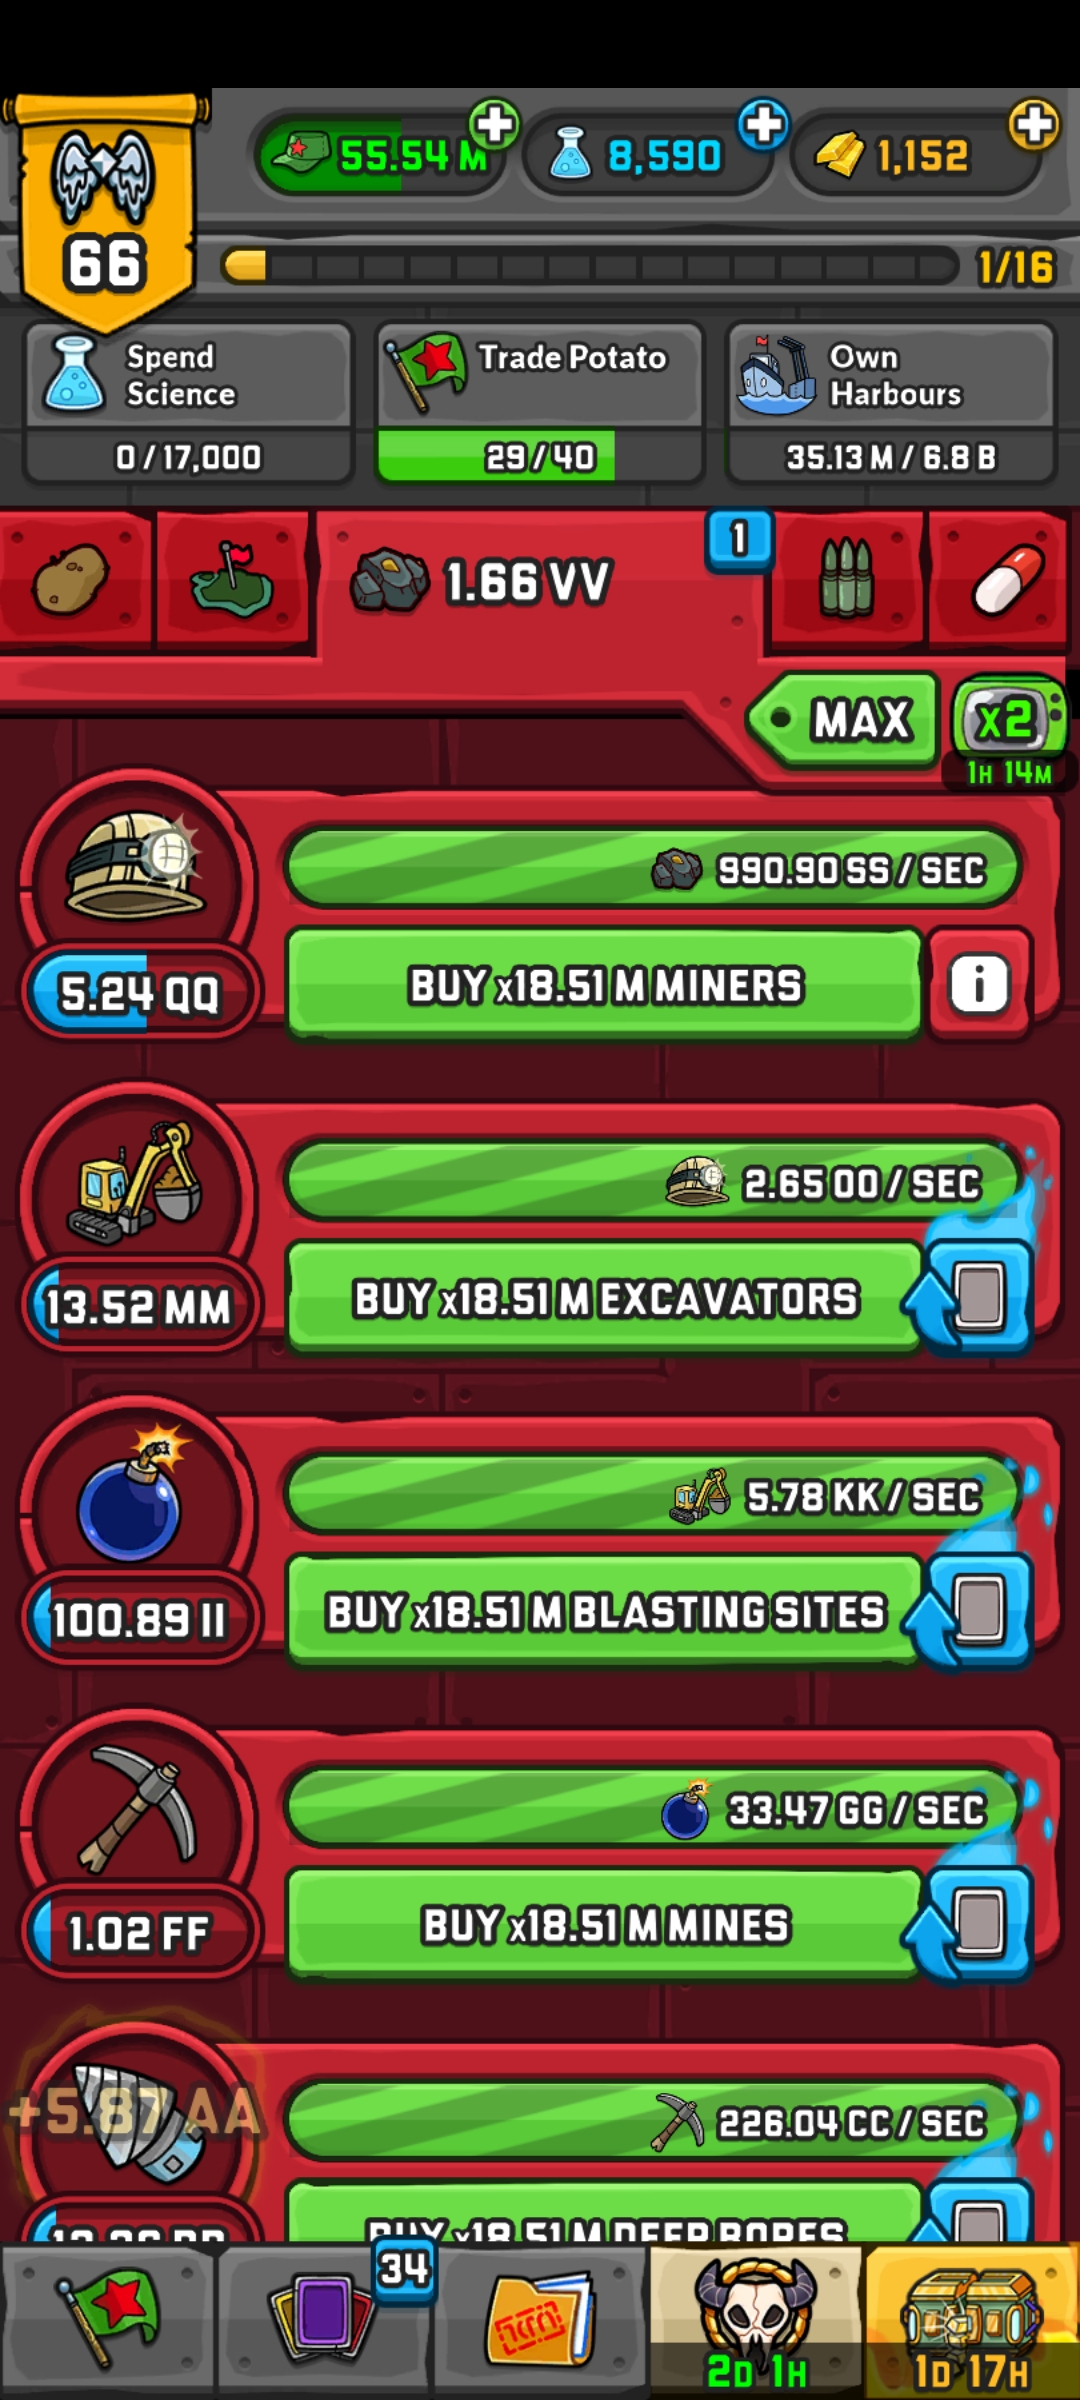 55.54 M
8,590
1,152
66
1/16
Spend
Science
0 / 17,000
Trade Potato
29 / 40
Own
Harbours
35.13 M / 6.8 B
1.66 VV
1
MAX
x2
1H 14M
990.90 SS / SEC
5.24 QQ
BUY x18.51 M MINERS
i
2.65 OO / SEC
13.52 MM
BUY x18.51 M EXCAVATORS
5.78 KK / SEC
100.89 II
BUY x18.51 M BLASTING SITES
33.47 GG / SEC
1.02 FF
BUY x18.51 M MINES
+5.87 AA
226.04 CC / SEC
BUY x18.51 M DEEP BORES
34
2D 1H
1D 17H